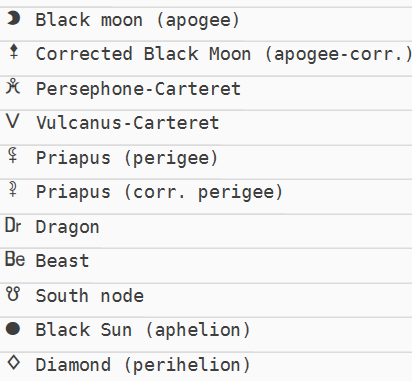 Black moon (apogee)
Corrected Black Moon (apogee-corr.)
Persephone-Carteret
Vulcanus-Carteret
Priapus (perigee)
Priapus (corr. perigee)
Dr Dragon
Be Beast
South node
Black Sun (aphelion)
Diamond (perihelion)